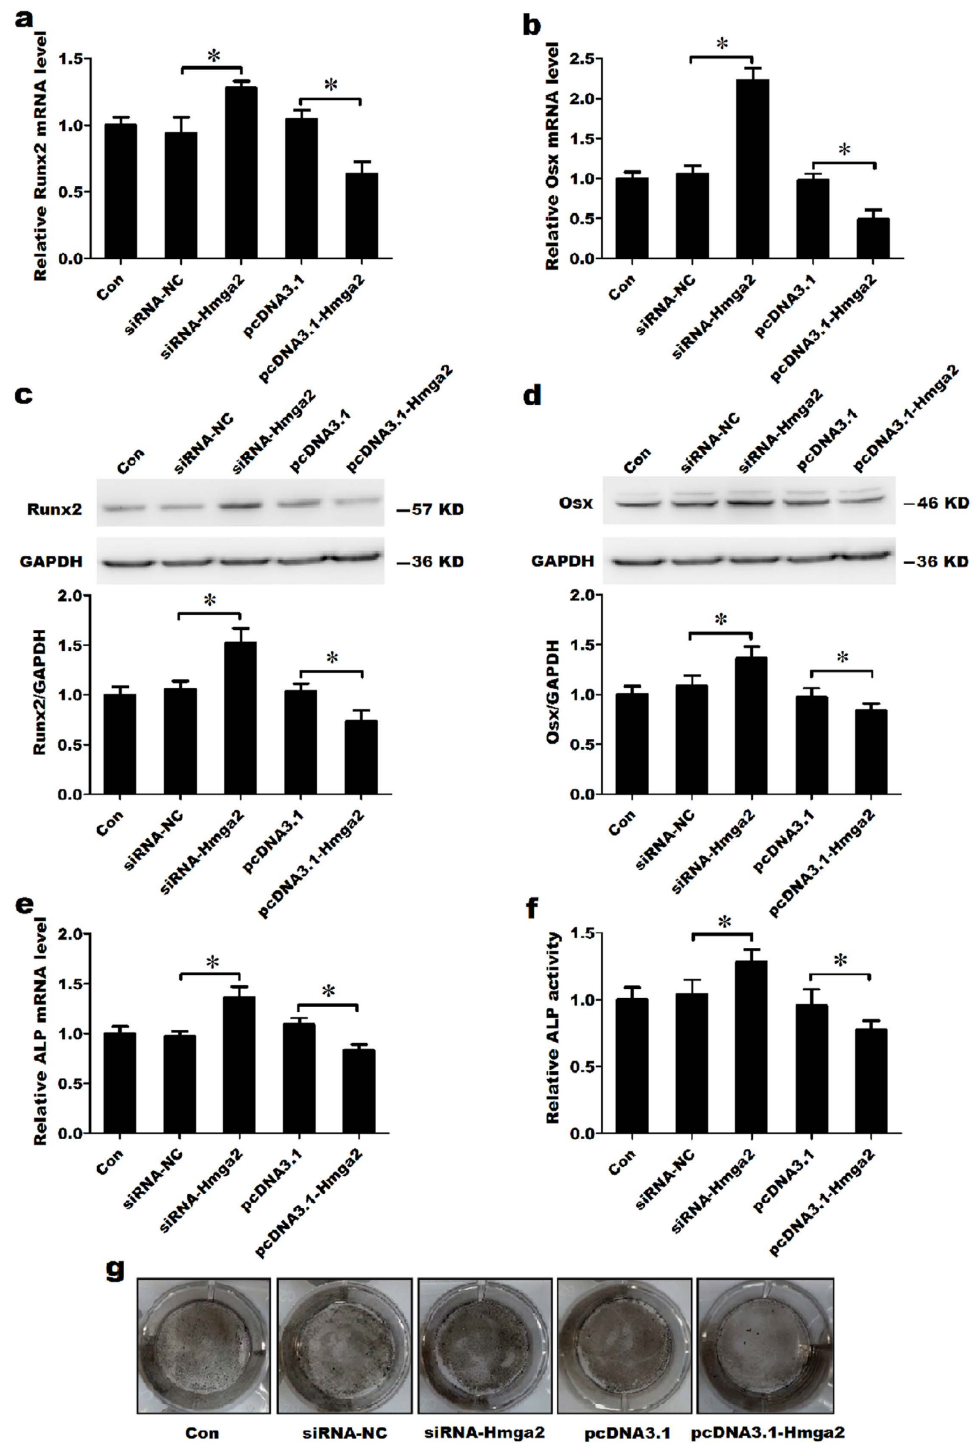 a
Relative Runx2 mRNA level
1.5
1.0
0.5
0.0
*
*
Con
siRNA-NC
siRNA-Hmga2
pcDNA3.1
pcDNA3.1-Hmga2
b
Relative Osx mRNA level
2.5
2.0
1.5
1.0
0.5
0.0
*
*
Con
siRNA-NC
siRNA-Hmga2
pcDNA3.1
pcDNA3.1-Hmga2
c
Con
siRNA-NC
siRNA-Hmga2
pcDNA3.1
pcDNA3.1-Hmga2
Runx2
–57 KD
GAPDH
–36 KD
Runx2/GAPDH
2.0
1.5
1.0
0.5
0.0
*
*
Con
siRNA-NC
siRNA-Hmga2
pcDNA3.1
pcDNA3.1-Hmga2
d
Con
siRNA-NC
siRNA-Hmga2
pcDNA3.1
pcDNA3.1-Hmga2
Osx
–46 KD
GAPDH
–36 KD
Osx/GAPDH
2.0
1.5
1.0
0.5
0.0
*
*
Con
siRNA-NC
siRNA-Hmga2
pcDNA3.1
pcDNA3.1-Hmga2
e
Relative ALP mRNA level
2.0
1.5
1.0
0.5
0.0
*
*
Con
siRNA-NC
siRNA-Hmga2
pcDNA3.1
pcDNA3.1-Hmga2
f
Relative ALP activity
1.5
1.0
0.5
0.0
*
*
Con
siRNA-NC
siRNA-Hmga2
pcDNA3.1
pcDNA3.1-Hmga2
g
Con
siRNA-NC
siRNA-Hmga2
pcDNA3.1
pcDNA3.1-Hmga2